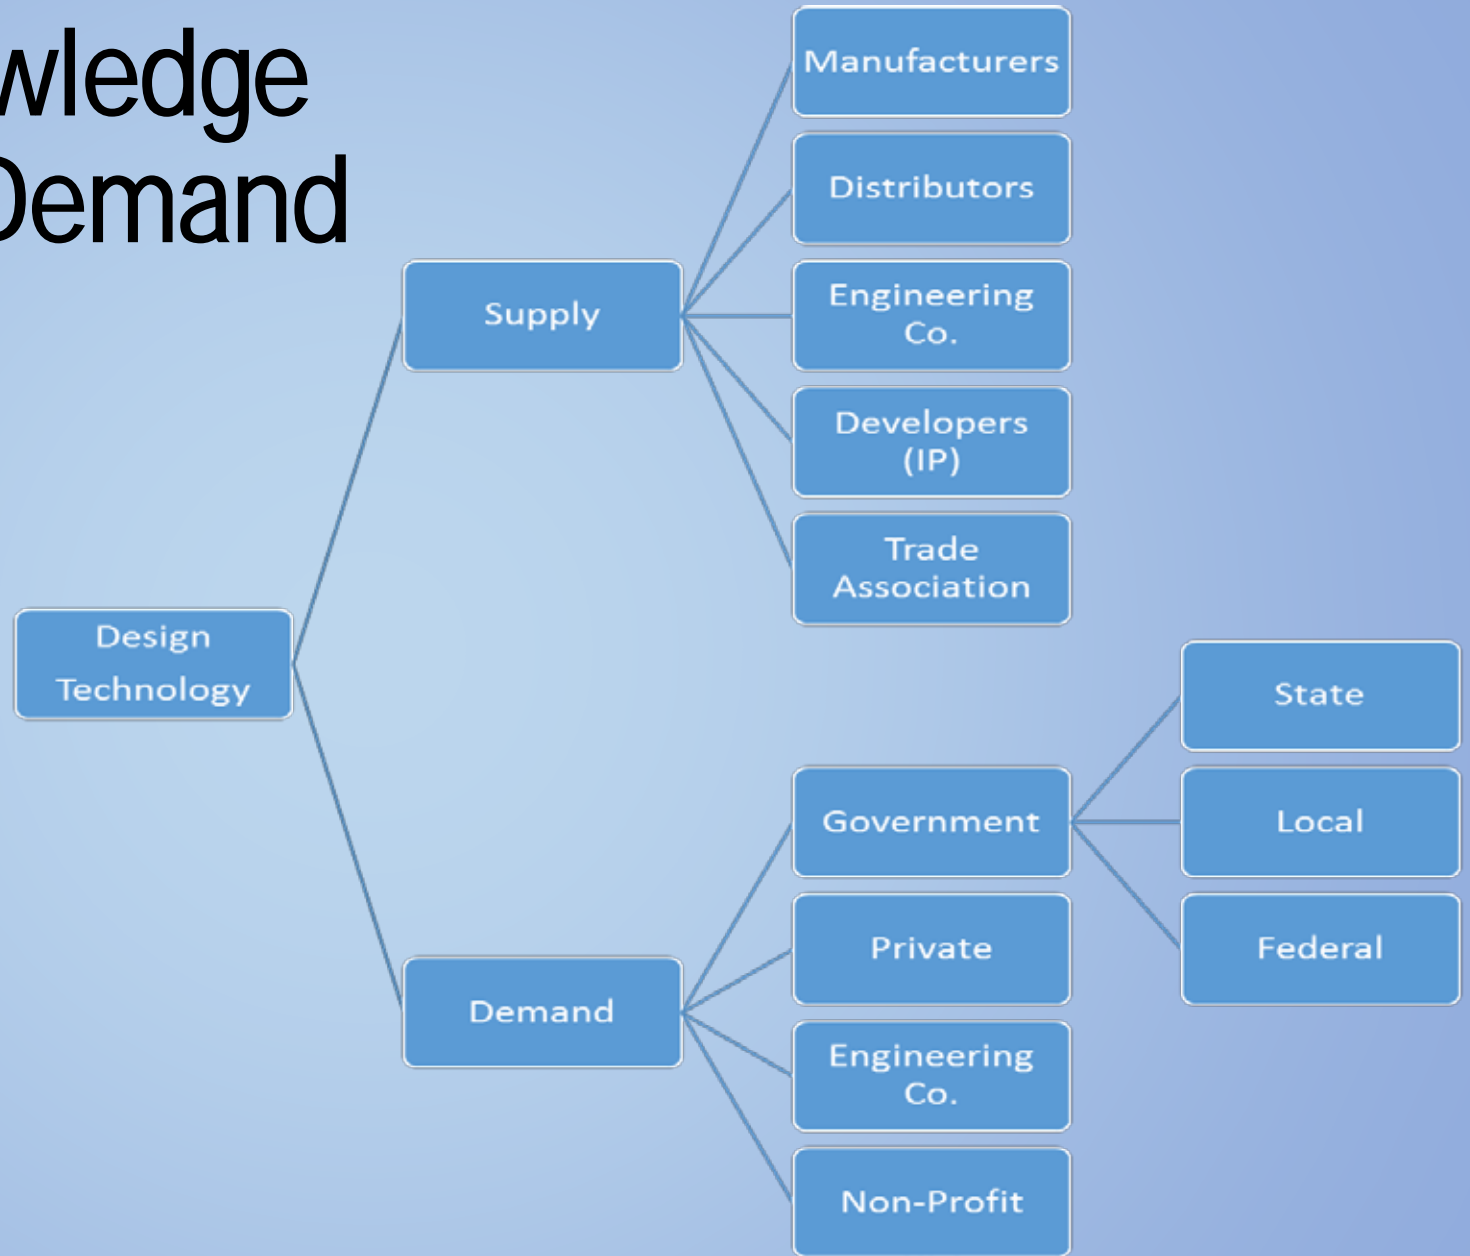 wledge
Demand
Manufacturers
Distributors
Engineering
Co.
Developers
(IP)
Trade
Association
Supply
Design
Technology
Demand
Government
Private
Engineering
Co.
Non-Profit
State
Local
Federal